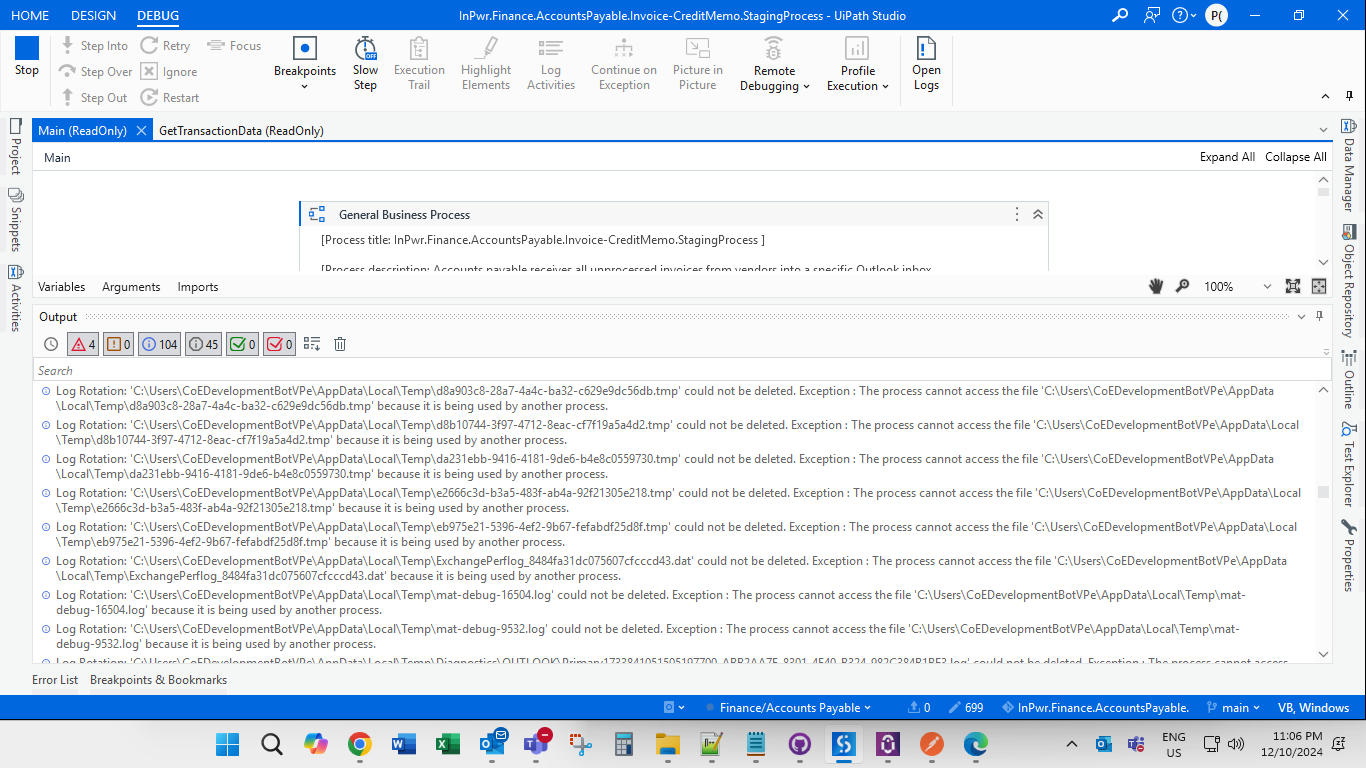 HOME DESIGN DEBUG InPwr.Finance.AccountsPayable.Invoice-CreditMemo.StagingProcess - UiPath Studio P(
Stop
Step Into Retry Focus
Step Over Ignore
Step Out Restart
Breakpoints
Slow Step
OFF
Execution Trail
Highlight Elements
Log Activities
Continue on Exception
Picture in Picture
Remote Debugging
Profile Execution
Open Logs
Project
Snippets
Activities
Main (ReadOnly) GetTransactionData (ReadOnly)
Main Expand All Collapse All
General Business Process
[Process title: InPwr.Finance.AccountsPayable.Invoice-CreditMemo.StagingProcess ]
[Process description: Accounts payable receives all unprocessed invoices from vendors into a specific Outlook inbox
Variables Arguments Imports 100%
Output
4 0 104 45 0 0
Search
Log Rotation: 'C:\Users\CoEDevelopmentBotVPe\AppData\Local\Temp\d8a903c8-28a7-4a4c-ba32-c629e9dc56db.tmp' could not be deleted. Exception : The process cannot access the file 'C:\Users\CoEDevelopmentBotVPe\AppData
\Local\Temp\d8a903c8-28a7-4a4c-ba32-c629e9dc56db.tmp' because it is being used by another process.
Log Rotation: 'C:\Users\CoEDevelopmentBotVPe\AppData\Local\Temp\d8b10744-3f97-4712-8eac-cf7f19a5a4d2.tmp' could not be deleted. Exception : The process cannot access the file 'C:\Users\CoEDevelopmentBotVPe\AppData\Local
\Temp\d8b10744-3f97-4712-8eac-cf7f19a5a4d2.tmp' because it is being used by another process.
Log Rotation: 'C:\Users\CoEDevelopmentBotVPe\AppData\Local\Temp\da231ebb-9416-4181-9de6-b4e8c0559730.tmp' could not be deleted. Exception : The process cannot access the file 'C:\Users\CoEDevelopmentBotVPe\AppData
\Local\Temp\da231ebb-9416-4181-9de6-b4e8c0559730.tmp' because it is being used by another process.
Log Rotation: 'C:\Users\CoEDevelopmentBotVPe\AppData\Local\Temp\e2666c3d-b3a5-483f-ab4a-92f21305e218.tmp' could not be deleted. Exception : The process cannot access the file 'C:\Users\CoEDevelopmentBotVPe\AppData\Local
\Temp\e2666c3d-b3a5-483f-ab4a-92f21305e218.tmp' because it is being used by another process.
Log Rotation: 'C:\Users\CoEDevelopmentBotVPe\AppData\Local\Temp\eb975e21-5396-4ef2-9b67-fefabdf25d8f.tmp' could not be deleted. Exception : The process cannot access the file 'C:\Users\CoEDevelopmentBotVPe\AppData\Local
\Temp\eb975e21-5396-4ef2-9b67-fefabdf25d8f.tmp' because it is being used by another process.
Log Rotation: 'C:\Users\CoEDevelopmentBotVPe\AppData\Local\Temp\ExchangePerflog_8484fa31dc075607cfcccd43.dat' could not be deleted. Exception : The process cannot access the file 'C:\Users\CoEDevelopmentBotVPe\AppData
\Local\Temp\ExchangePerflog_8484fa31dc075607cfcccd43.dat' because it is being used by another process.
Log Rotation: 'C:\Users\CoEDevelopmentBotVPe\AppData\Local\Temp\mat-debug-16504.log' could not be deleted. Exception : The process cannot access the file 'C:\Users\CoEDevelopmentBotVPe\AppData\Local\Temp\mat-
debug-16504.log' because it is being used by another process.
Log Rotation: 'C:\Users\CoEDevelopmentBotVPe\AppData\Local\Temp\mat-debug-9532.log' could not be deleted. Exception : The process cannot access the file 'C:\Users\CoEDevelopmentBotVPe\AppData\Local\Temp\mat-
debug-9532.log' because it is being used by another process.
Data Manager
Object Repository
Outline
Test Explorer
Properties
Error List Breakpoints & Bookmarks
Finance/Accounts Payable 0 699 InPwr.Finance.AccountsPayable. main VB, Windows
ENG
US
11:06 PM
12/10/2024